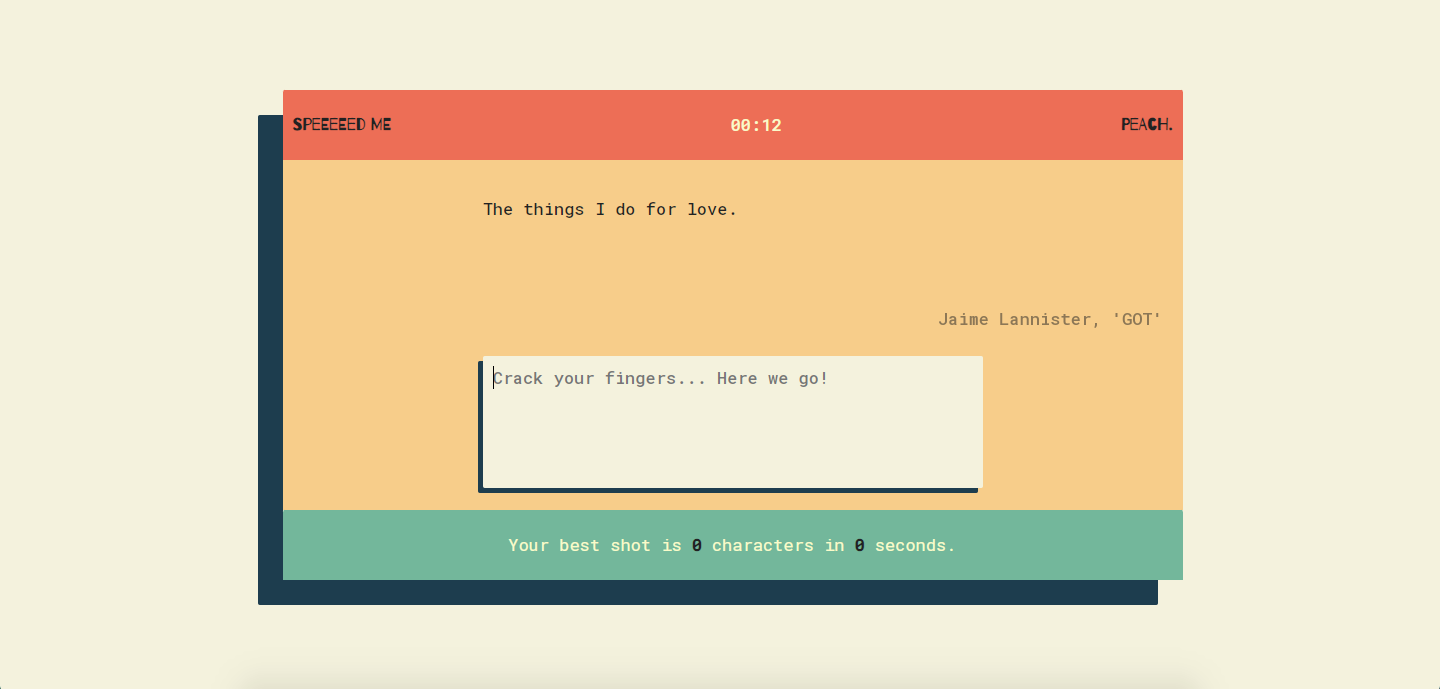 SPEEEEED ME
00:12
PEACH.
The things I do for love.
Jaime Lannister, 'GOT'
Crack your fingers... Here we go!
Your best shot is 0 characters in 0 seconds.